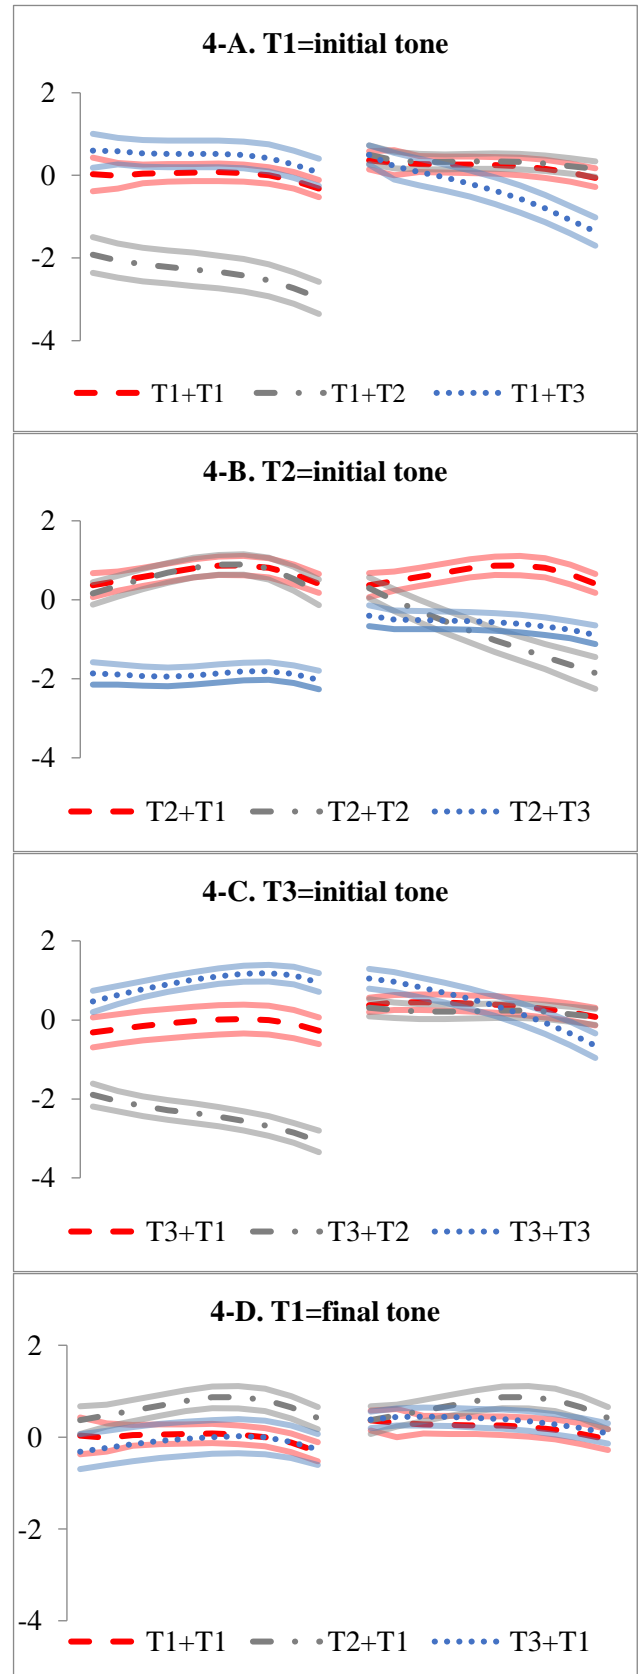 4-A. T1=initial tone
2
0
-2
-4
T1+T1 T1+T2 T1+T3
4-B. T2=initial tone
2
0
-2
-4
T2+T1 T2+T2 T2+T3
4-C. T3=initial tone
2
0
-2
-4
T3+T1 T3+T2 T3+T3
4-D. T1=final tone
2
0
-2
-4
T1+T1 T2+T1 T3+T1